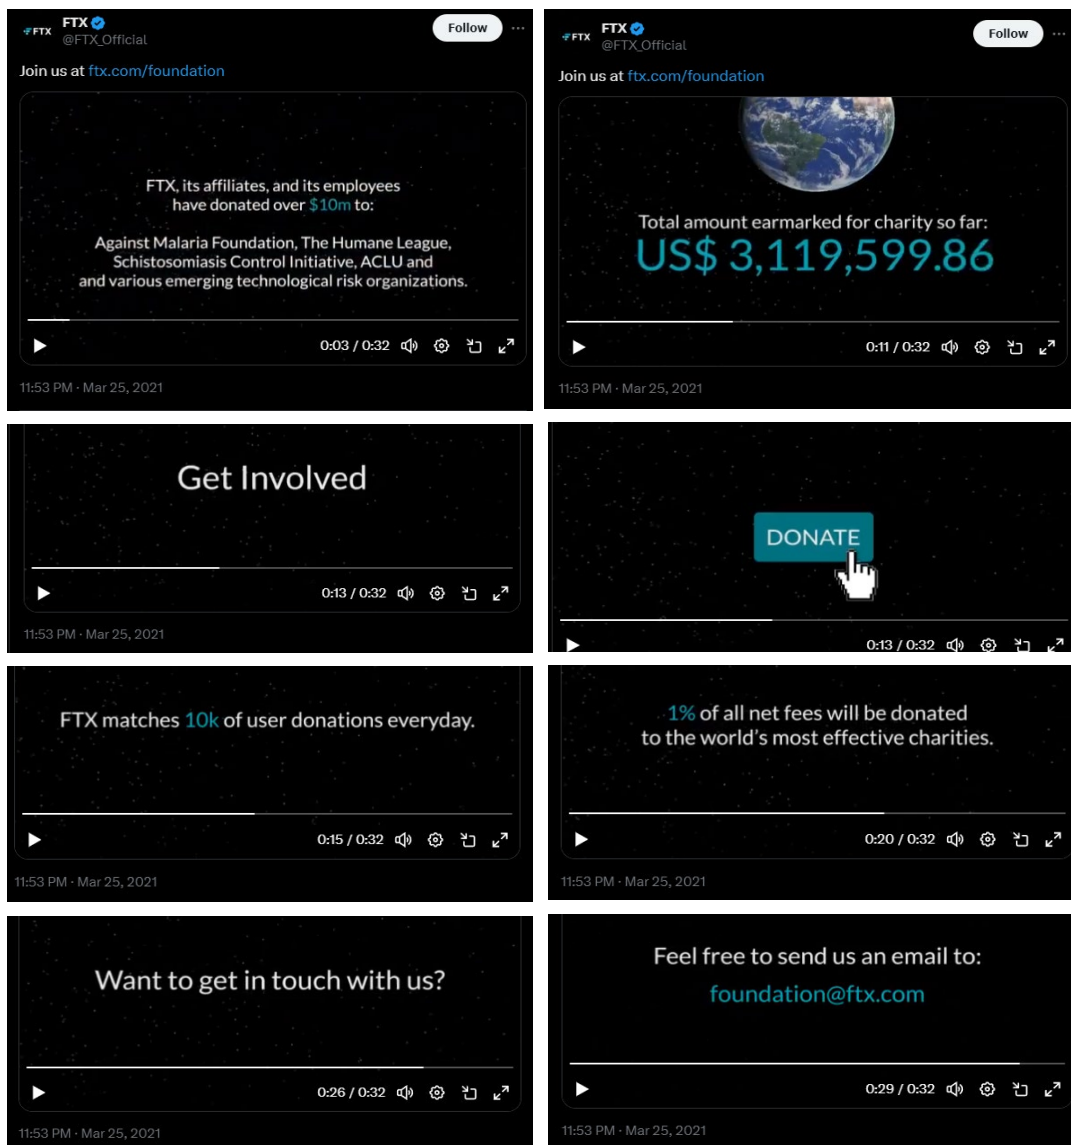 FTX
FTX
@FTX_Official
Follow
Join us at ftx.com/foundation
FTX, its affiliates, and its employees
have donated over $10m to:
Against Malaria Foundation, The Humane League,
Schistosomiasis Control Initiative, ACLU and
and various emerging technological risk organizations.
0:03 / 0:32
11:53 PM · Mar 25, 2021
FTX
FTX
@FTX_Official
Follow
Join us at ftx.com/foundation
Total amount earmarked for charity so far:
US$ 3,119,599.86
0:11 / 0:32
11:53 PM · Mar 25, 2021
Get Involved
0:13 / 0:32
11:53 PM · Mar 25, 2021
DONATE
0:13 / 0:32
FTX matches 10k of user donations everyday.
0:15 / 0:32
11:53 PM · Mar 25, 2021
1% of all net fees will be donated
to the world's most effective charities.
0:20 / 0:32
11:53 PM · Mar 25, 2021
Want to get in touch with us?
0:26 / 0:32
11:53 PM · Mar 25, 2021
Feel free to send us an email to:
foundation@ftx.com
0:29 / 0:32
11:53 PM · Mar 25, 2021